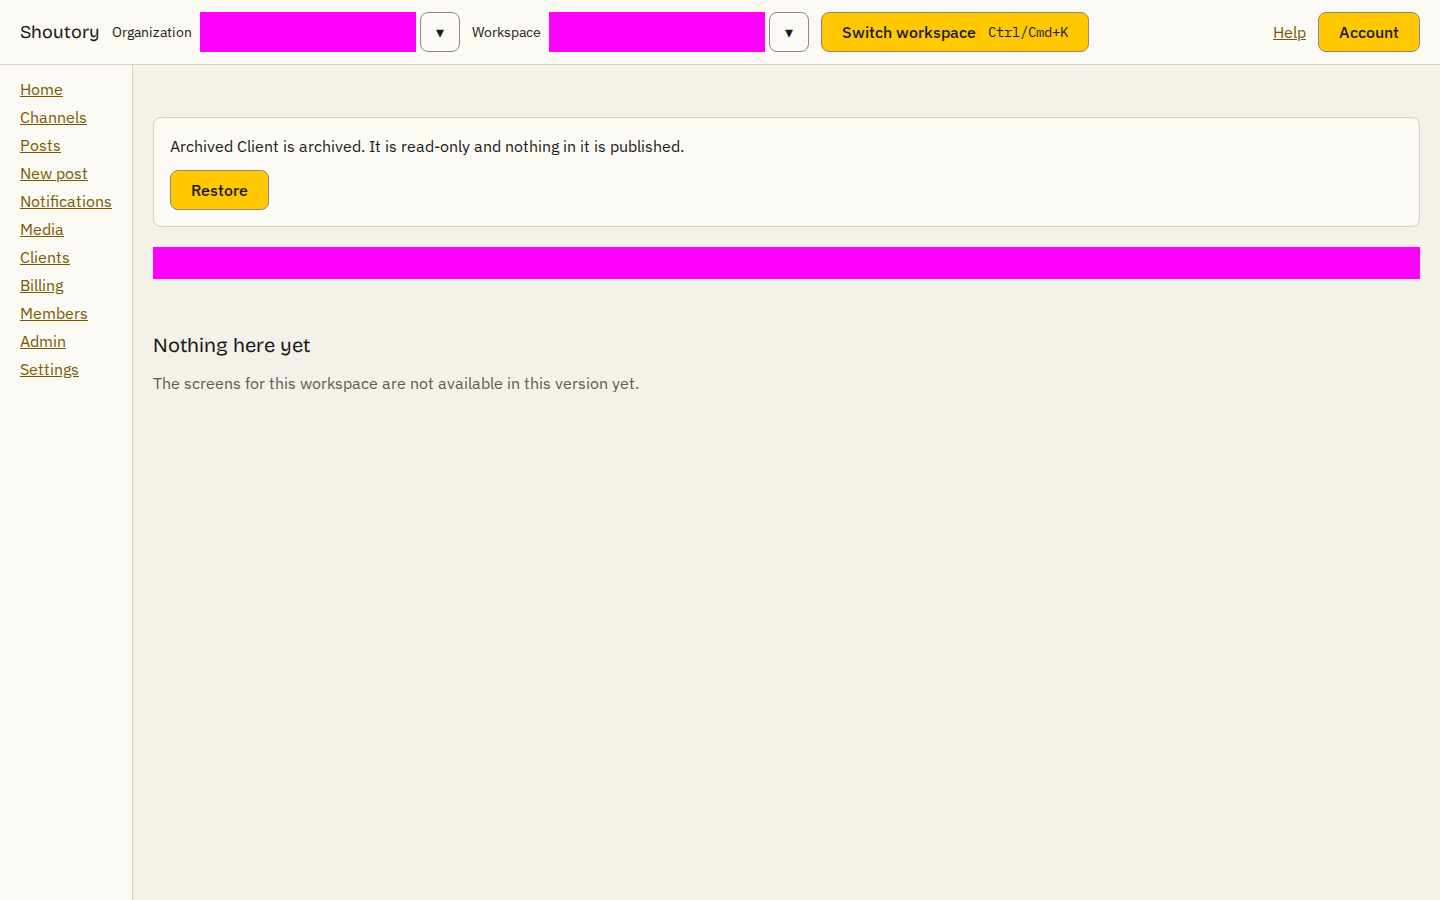 Shoutory Organization ▼ Workspace ▼ Switch workspace Ctrl/Cmd+K Help Account
Home
Channels
Posts
New post
Notifications
Media
Clients
Billing
Members
Admin
Settings
Archived Client is archived. It is read-only and nothing in it is published.
Restore
Nothing here yet
The screens for this workspace are not available in this version yet.